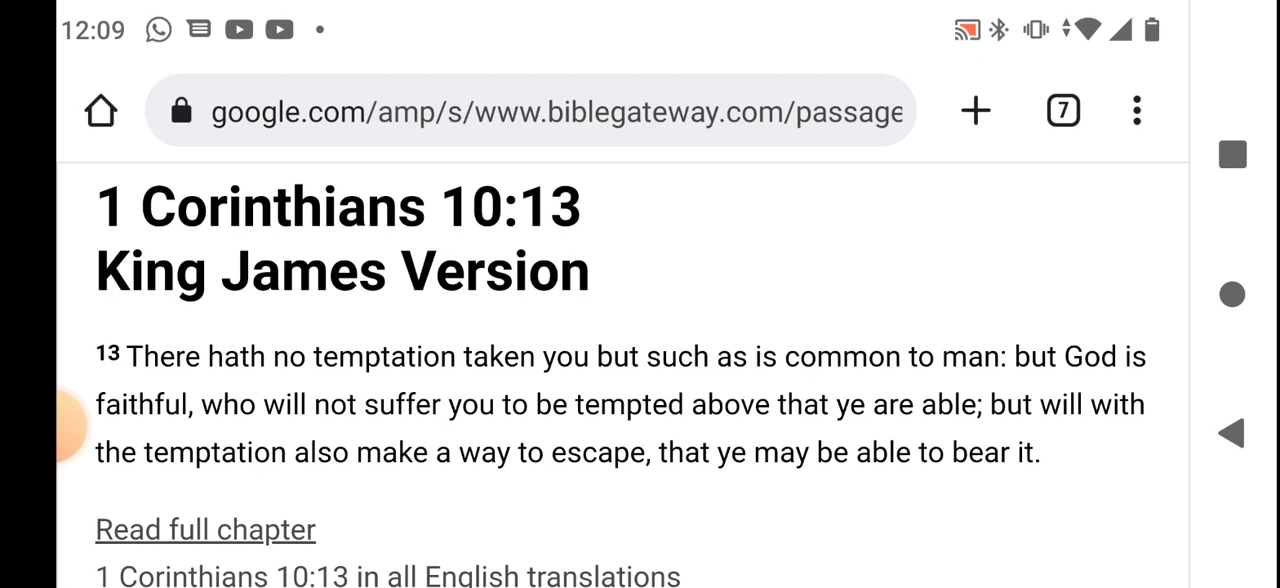 12:09
google.com/amp/s/www.biblegateway.com/passage
7
1 Corinthians 10:13
King James Version
13 There hath no temptation taken you but such as is common to man: but God is
faithful, who will not suffer you to be tempted above that ye are able; but will with
the temptation also make a way to escape, that ye may be able to bear it.
Read full chapter
1 Corinthians 10:13 in all English translations